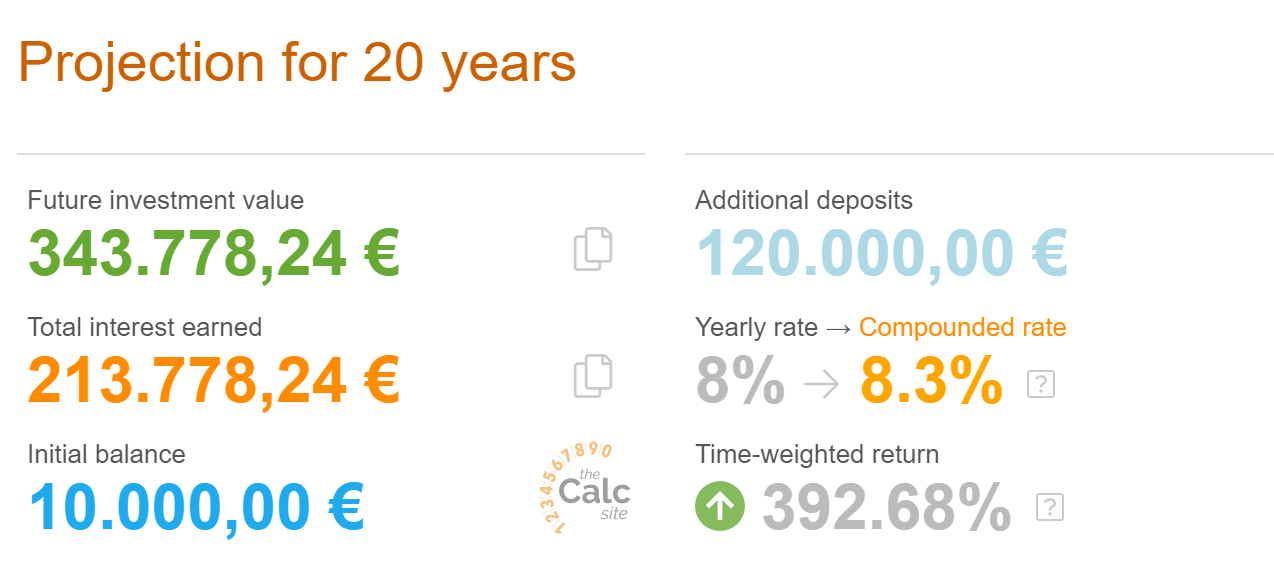 Projection for 20 years
Future investment value
343.778,24 €
Total interest earned
213.778,24 €
Initial balance
10.000,00 €
1234567890
the
Calc
site
Additional deposits
120.000,00 €
Yearly rate → Compounded rate
8% → 8.3% ?
Time-weighted return
392.68% ?